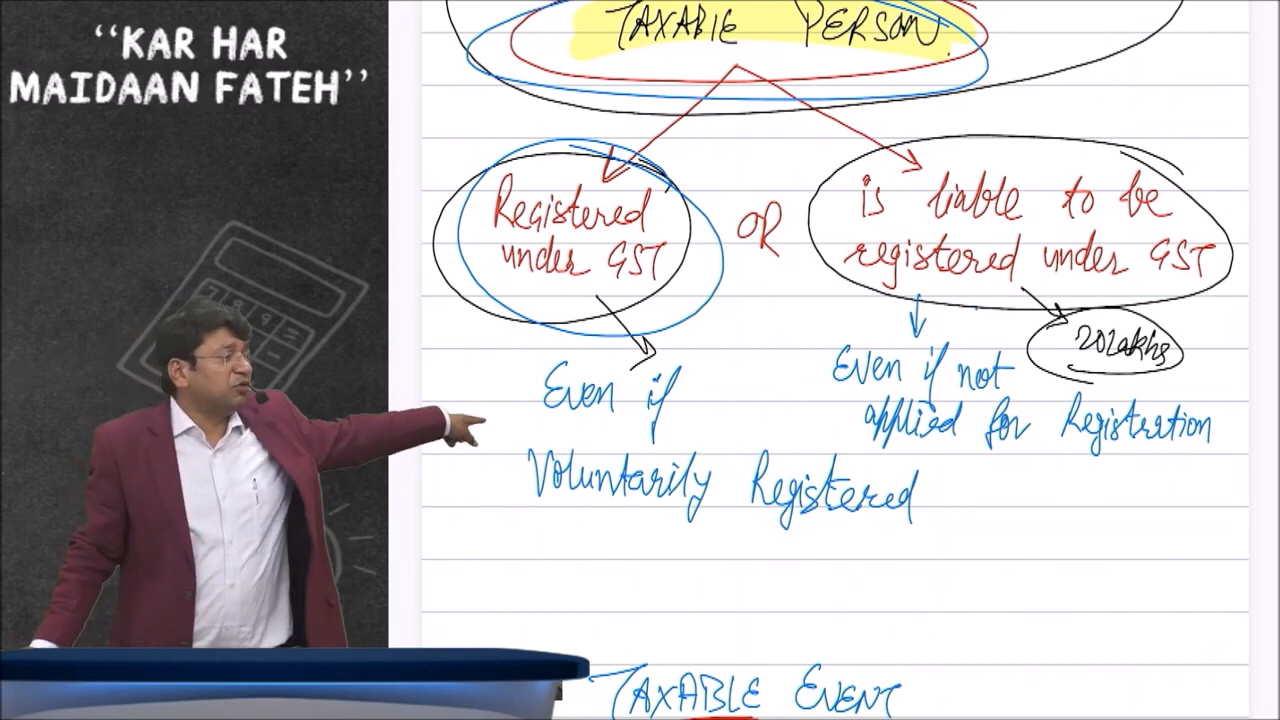 “KAR HAR
MAIDAAN FATEH”
TAXABLE PERSON.
Registered
under GST
OR
is liable to be
registered under GST
20 Lakhs
Even if
Voluntarily Registered
Even if not
applied for Registration
TAXABLE EVENT